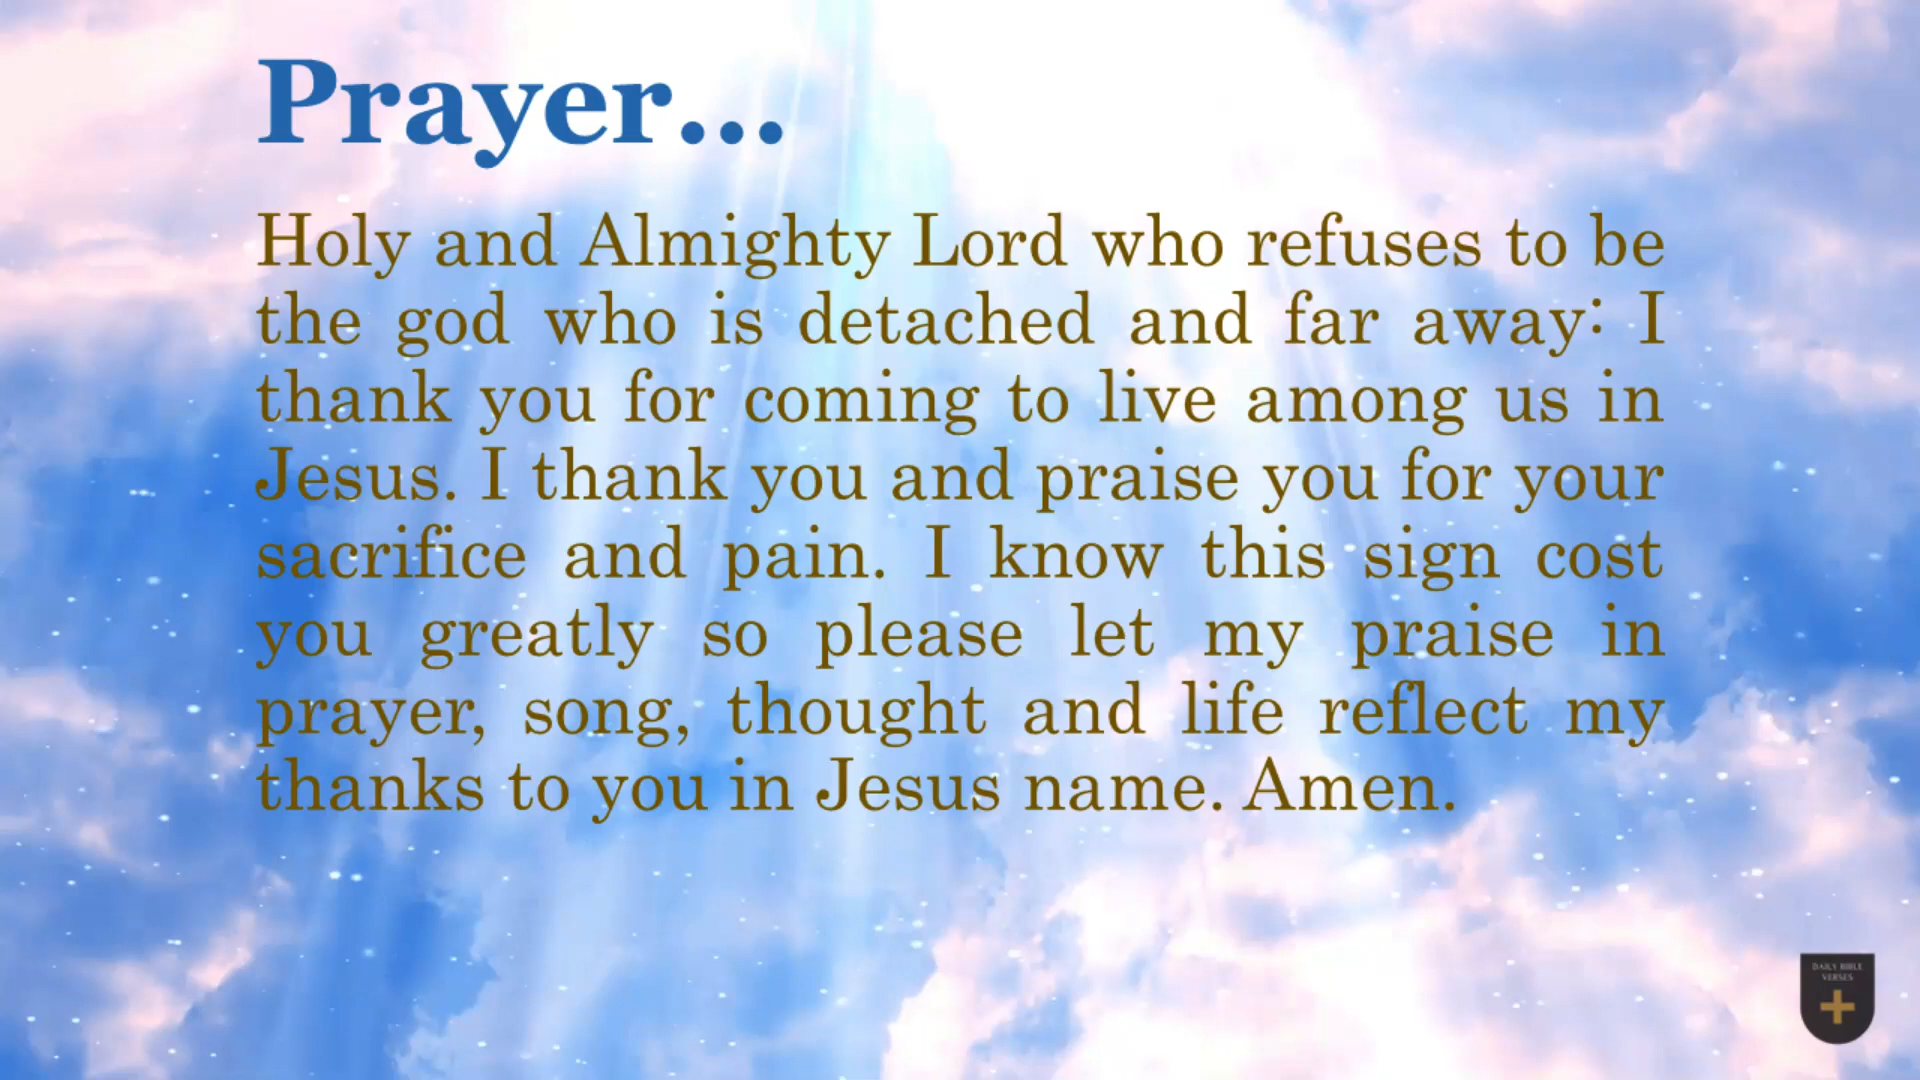 Prayer...
Holy and Almighty Lord who refuses to be
the god who is detached and far away: I
thank you for coming to live among us in
Jesus. I thank you and praise you for your
sacrifice and pain. I know this sign cost
you greatly so please let my praise in
prayer, song, thought and life reflect my
thanks to you in Jesus name. Amen.
DAILY BIBLE
VERSES